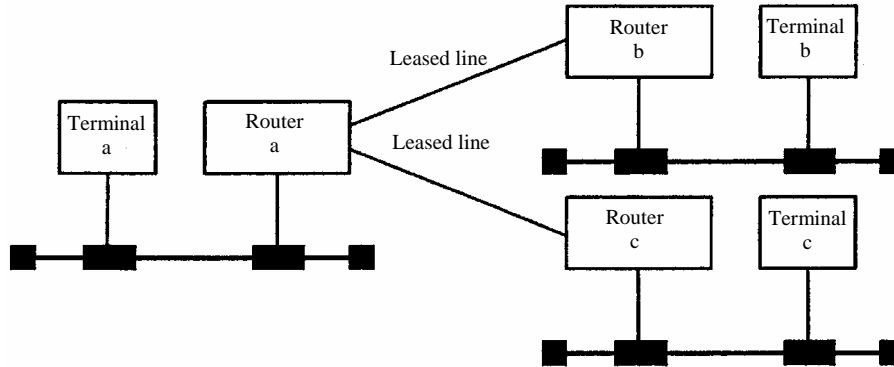 Router
b
Terminal
b
Leased line
Terminal
a
Router
a
Leased line
Router
c
Terminal
c